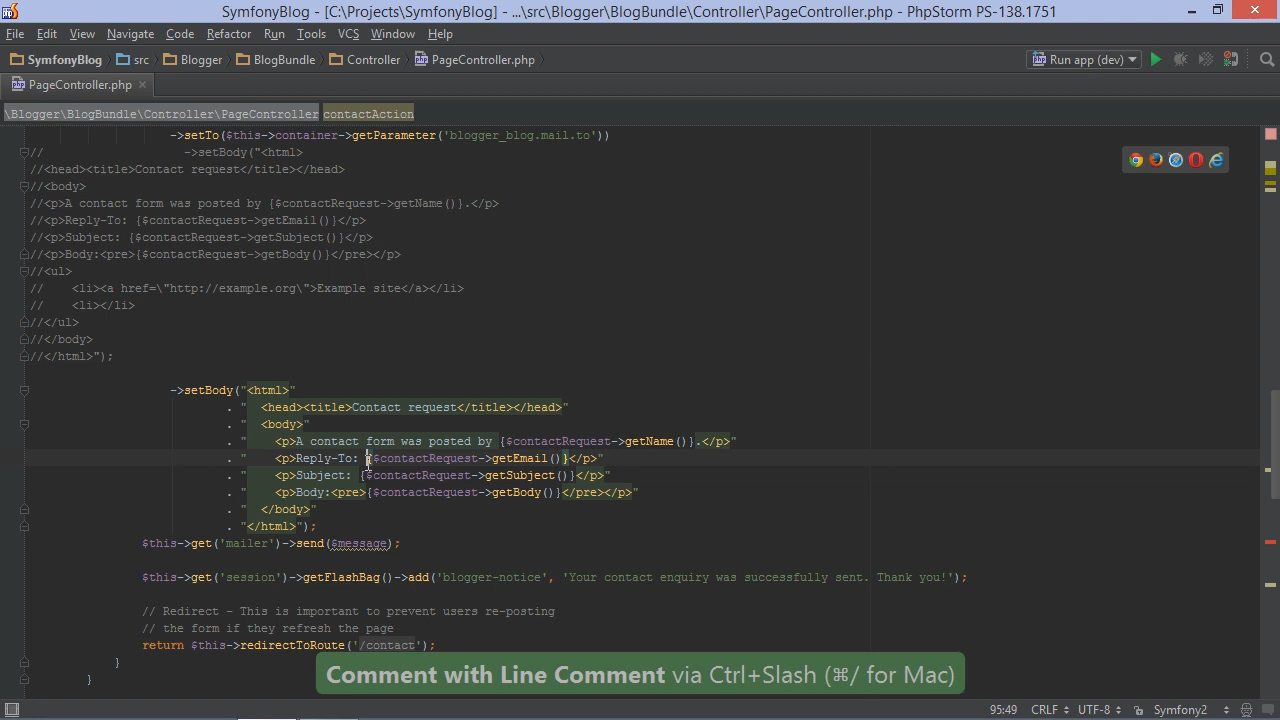 SymfonyBlog - [C:\Projects\SymfonyBlog] - ...\src\Blogger\BlogBundle\Controller\PageController.php - PhpStorm PS-138.1751
File Edit View Navigate Code Refactor Run Tools VCS Window Help
SymfonyBlog src Blogger BlogBundle Controller PageController.php Run app (dev)
PageController.php
\Blogger\BlogBundle\Controller\PageController contactAction
->setTo($this->container->getParameter('blogger_blog.mail.to'))
// ->setBody("<html>
//<head><title>Contact request</title></head>
//<body>
//<p>A contact form was posted by {$contactRequest->getName()}.</p>
//<p>Reply-To: {$contactRequest->getEmail()}</p>
//<p>Subject: {$contactRequest->getSubject()}</p>
//<p>Body:<pre>{$contactRequest->getBody()}</pre></p>
//<ul>
// <li><a href=\"http://example.org\">Example site</a></li>
// <li></li>
//</ul>
//</body>
//</html>");
->setBody("<html>"
. " <head><title>Contact request</title></head>"
. " <body>"
. " <p>A contact form was posted by {$contactRequest->getName()}.</p>"
. " <p>Reply-To: {$contactRequest->getEmail()}</p>"
. " <p>Subject: {$contactRequest->getSubject()}</p>"
. " <p>Body:<pre>{$contactRequest->getBody()}</pre></p>"
. " </body>"
. "</html>");
$this->get('mailer')->send($message);
$this->get('session')->getFlashBag()->add('blogger-notice', 'Your contact enquiry was successfully sent. Thank you!');
// Redirect - This is important to prevent users re-posting
// the form if they refresh the page
return $this->redirectToRoute('/contact');
}
}
Comment with Line Comment via Ctrl+Slash (⌘/ for Mac)
95:49 CRLF UTF-8 Symfony2